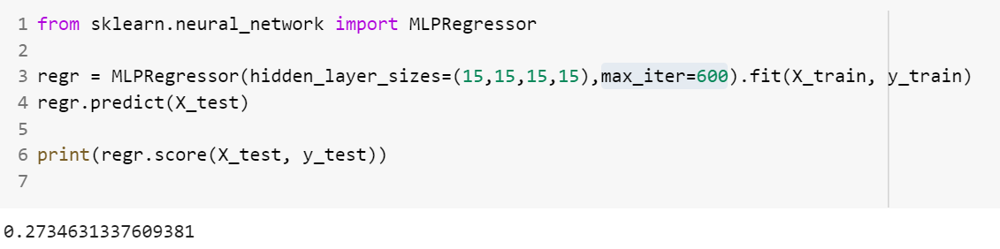 1 from sklearn.neural_network import MLPRegressor
2
3 regr = MLPRegressor(hidden_layer_sizes=(15,15,15,15),max_iter=600).fit(X_train, y_train)
4 regr.predict(X_test)
5
6 print(regr.score(X_test, y_test))
7
0.2734631337609381